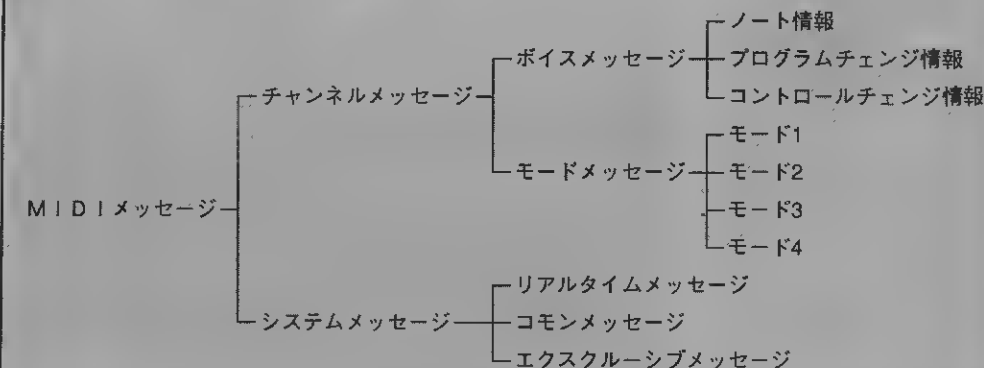 ノート情報
ボイスメッセージ
プログラムチェンジ情報
チャンネルメッセージ
コントロールチェンジ情報
モード1
モードメッセージ
モード2
MIDIメッセージ
モード3
モード4
リアルタイムメッセージ
システムメッセージ
コモンメッセージ
エクスクルーシブメッセージ